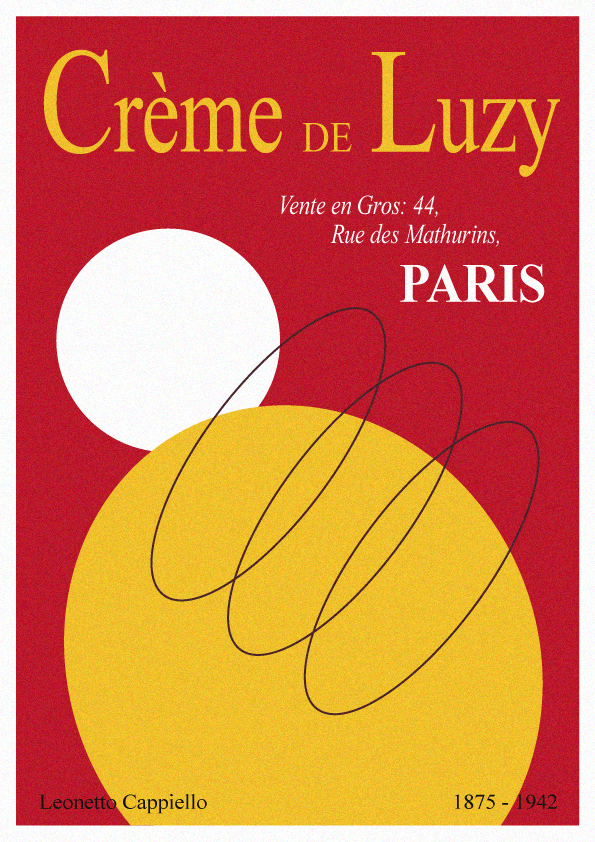 Crème DE Luzy
Vente en Gros: 44,
Rue des Mathurins,
PARIS
Leonetto Cappiello 1875 - 1942